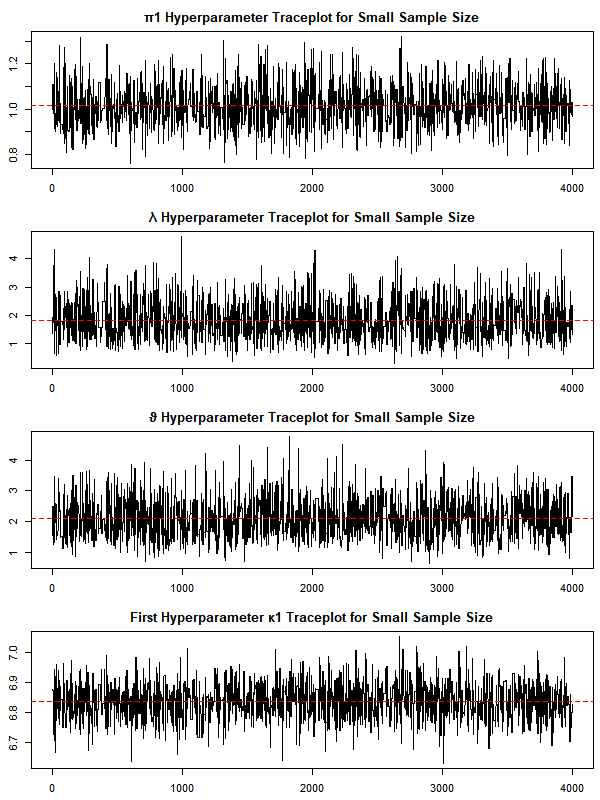 π1 Hyperparameter Traceplot for Small Sample Size
1.2
1.0
0.8
0 1000 2000 3000 4000
λ Hyperparameter Traceplot for Small Sample Size
4
3
2
1
0 1000 2000 3000 4000
ϑ Hyperparameter Traceplot for Small Sample Size
4
3
2
1
0 1000 2000 3000 4000
First Hyperparameter κ1 Traceplot for Small Sample Size
7.0
6.9
6.8
6.7
0 1000 2000 3000 4000